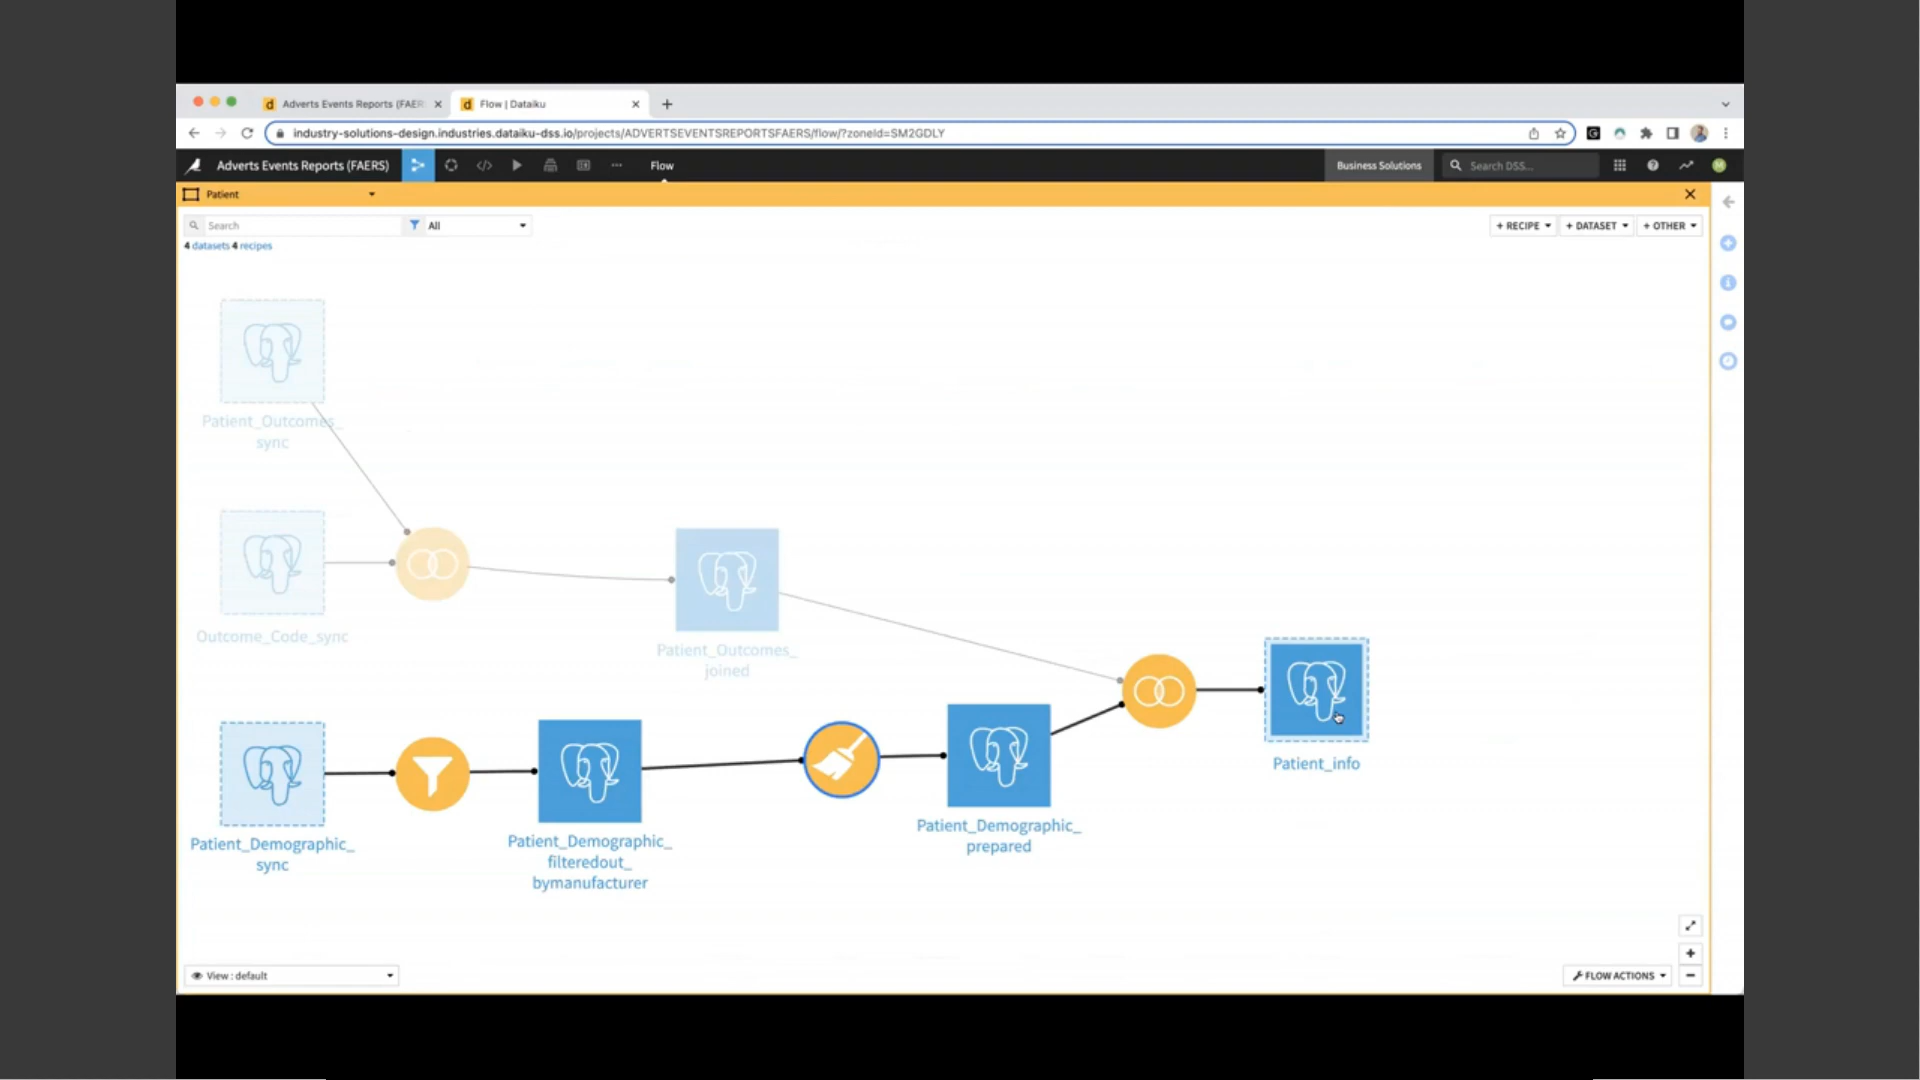 Adverts Events Reports (FAER
Flow | Dataiku
industry-solutions-design.industries.dataiku-dss.io/projects/ADVERTSEVENTSREPORTSFAERS/flow/?zoneId=SM2GDLY
Adverts Events Reports (FAERS)
Flow
Business Solutions
Search DSS...
M
Patient
Search
All
+ RECIPE
+ DATASET
+ OTHER
4 datasets 4 recipes
Patient_Outcomes_
sync
Outcome_Code_sync
Patient_Outcomes_
joined
Patient_info
Patient_Demographic_
sync
Patient_Demographic_
filteredout_
bymanufacturer
Patient_Demographic_
prepared
View : default
FLOW ACTIONS